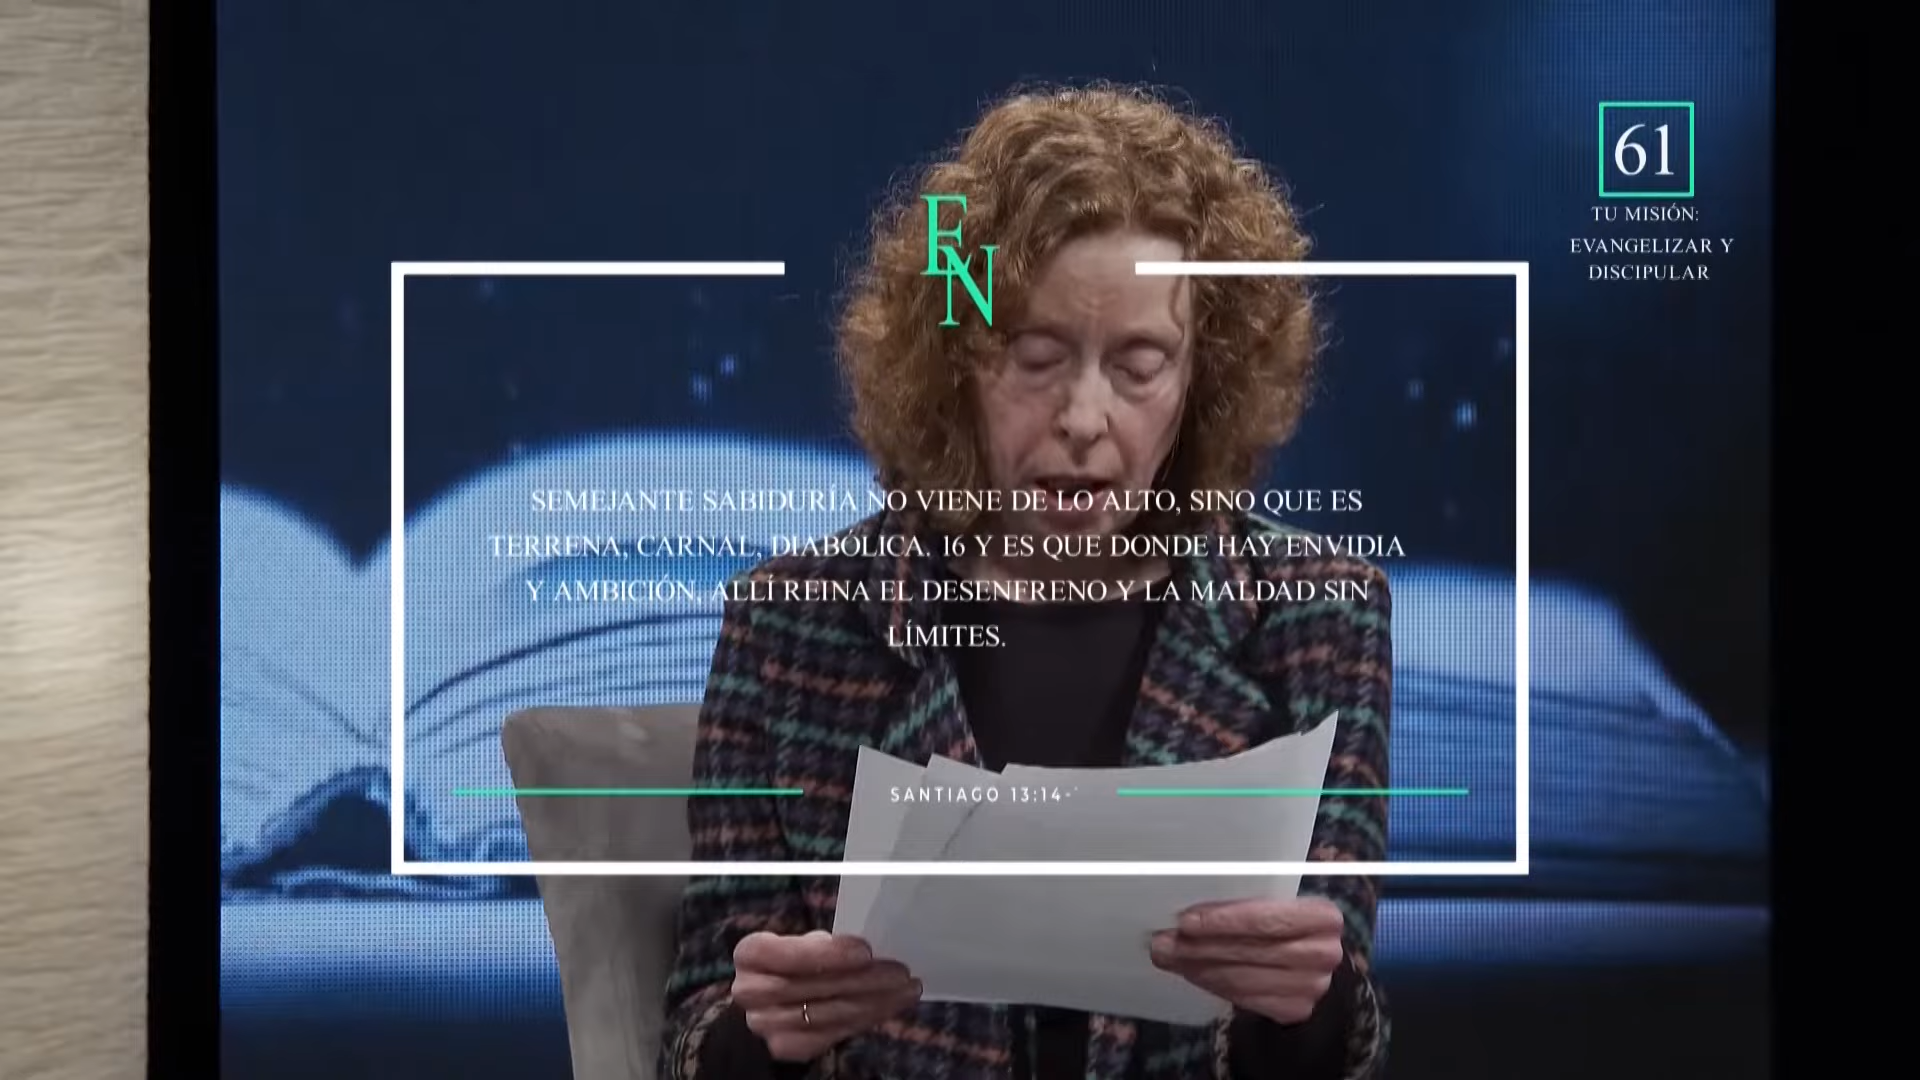 61
TU MISIÓN:
EVANGELIZAR Y
DISCIPULAR
EN
SEMEJANTE SABIDURÍA NO VIENE DE LO ALTO, SINO QUE ES
TERRENA, CARNAL, DIABÓLICA. 16 Y ES QUE DONDE HAY ENVIDIA
Y AMBICIÓN, ALLÍ REINA EL DESENFRENO Y LA MALDAD SIN
LÍMITES.
SANTIAGO 13:14-